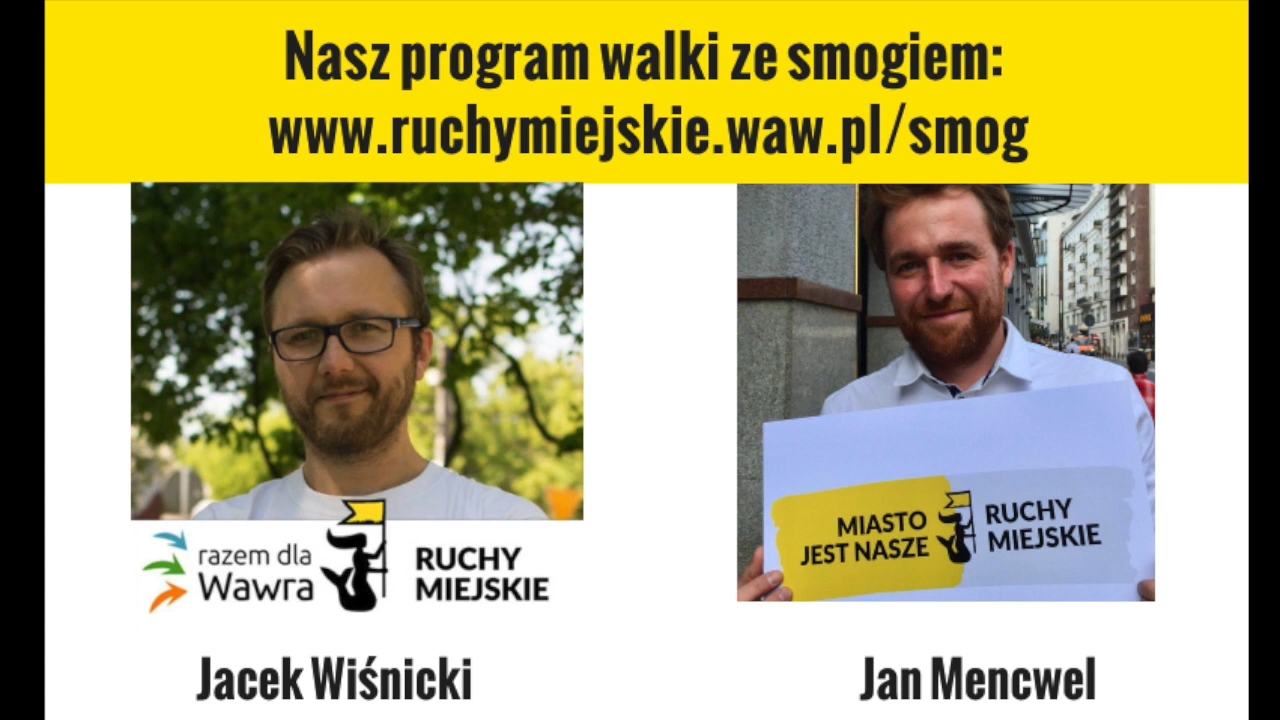 Nasz program walki ze smogiem:
www.ruchymiejskie.waw.pl/smog
razem dla
Wawra
RUCHY
MIEJSKIE
MIASTO
JEST NASZE
RUCHY
MIEJSKIE
Jacek Wiśnicki
Jan Mencwel